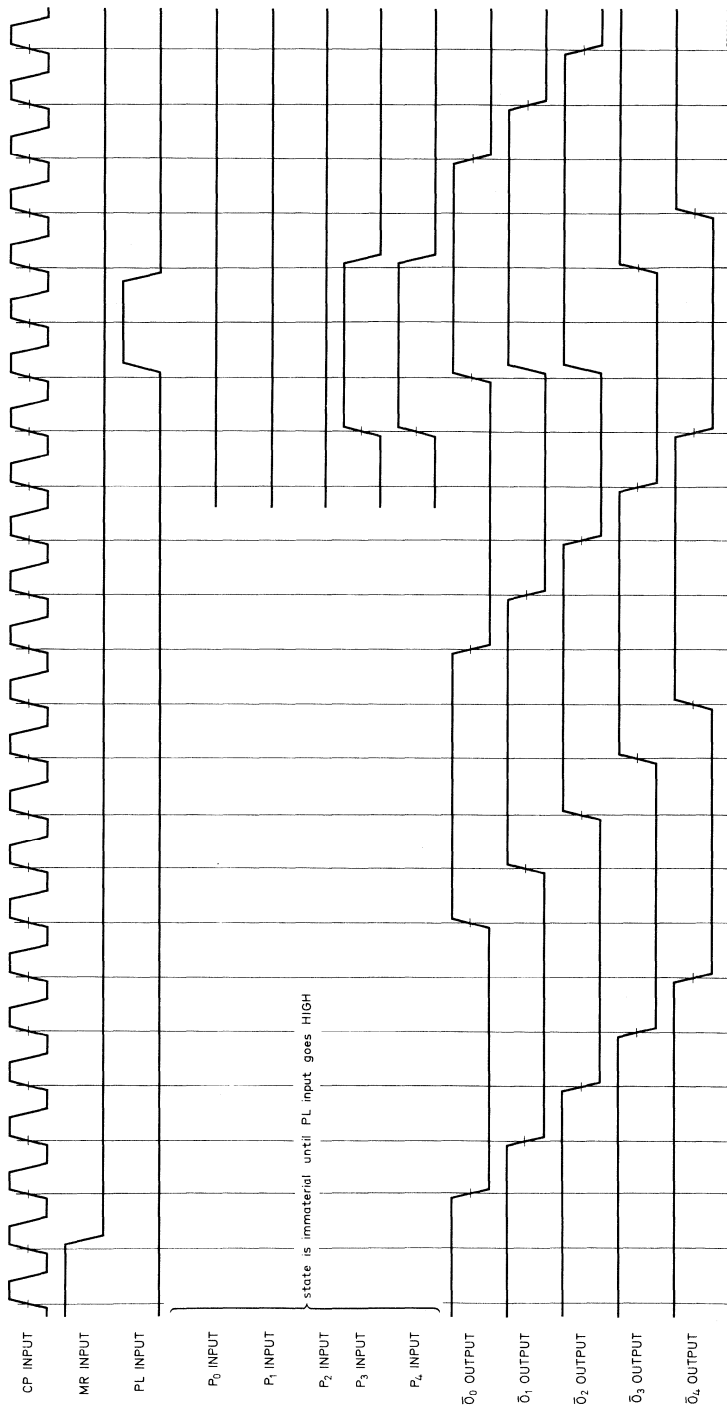 CP INPUT
MR INPUT
PL INPUT
P₀ INPUT
P₁ INPUT
P₂ INPUT
P₃ INPUT
P₄ INPUT
state is immaterial until PL input goes HIGH
Ō₀ OUTPUT
Ō₁ OUTPUT
Ō₂ OUTPUT
Ō₃ OUTPUT
Ō₄ OUTPUT